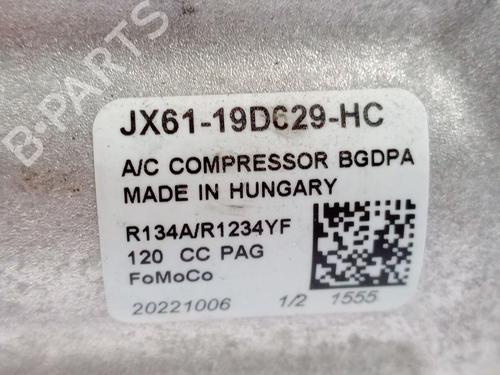 B-PARTS
JX61-19D629-HC
A/C COMPRESSOR BGDPA
MADE IN HUNGARY
R134A/R1234YF
120 CC PAG
FoMoCo
20221006 1/2 1555